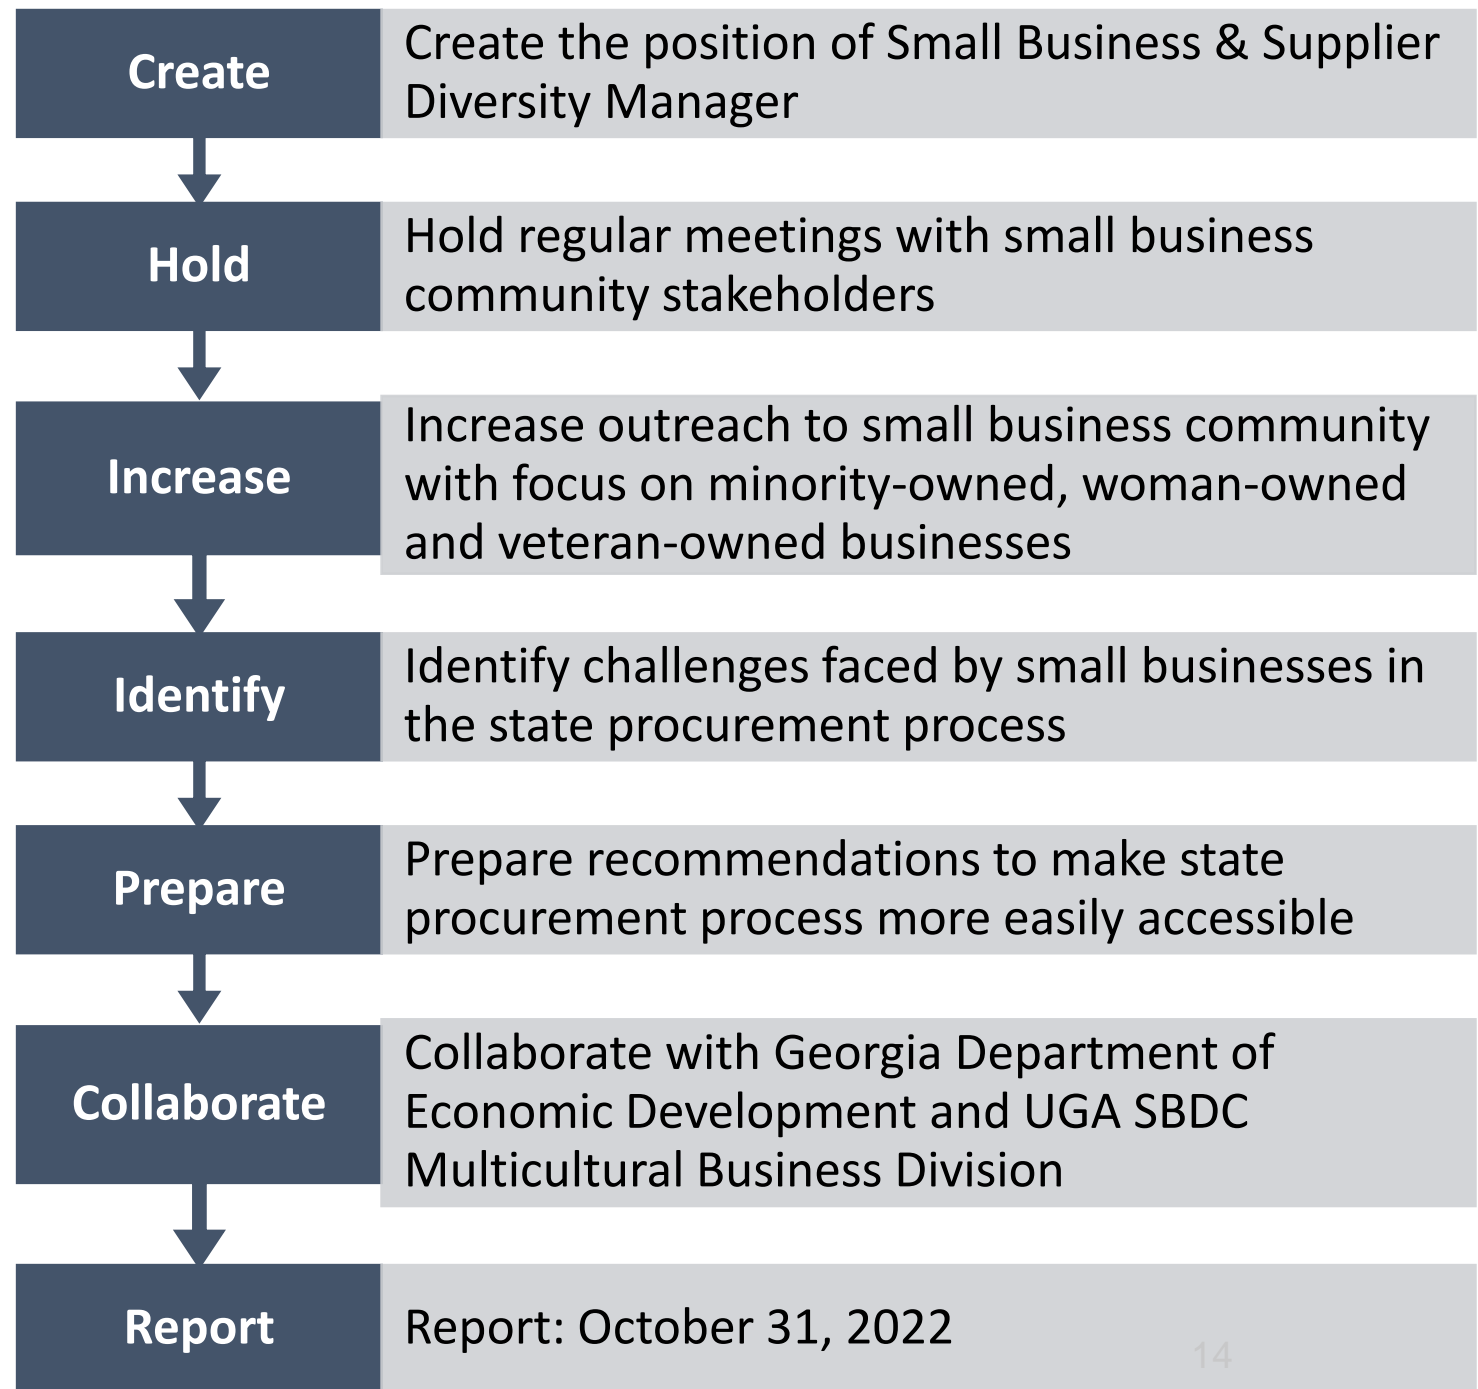 Create
Create the position of Small Business & Supplier
Diversity Manager
Hold
Hold regular meetings with small business
community stakeholders
Increase
Increase outreach to small business community
with focus on minority-owned, woman-owned
and veteran-owned businesses
Identify
Identify challenges faced by small businesses in
the state procurement process
Prepare
Prepare recommendations to make state
procurement process more easily accessible
Collaborate
Collaborate with Georgia Department of
Economic Development and UGA SBDC
Multicultural Business Division
Report
Report: October 31, 2022
14